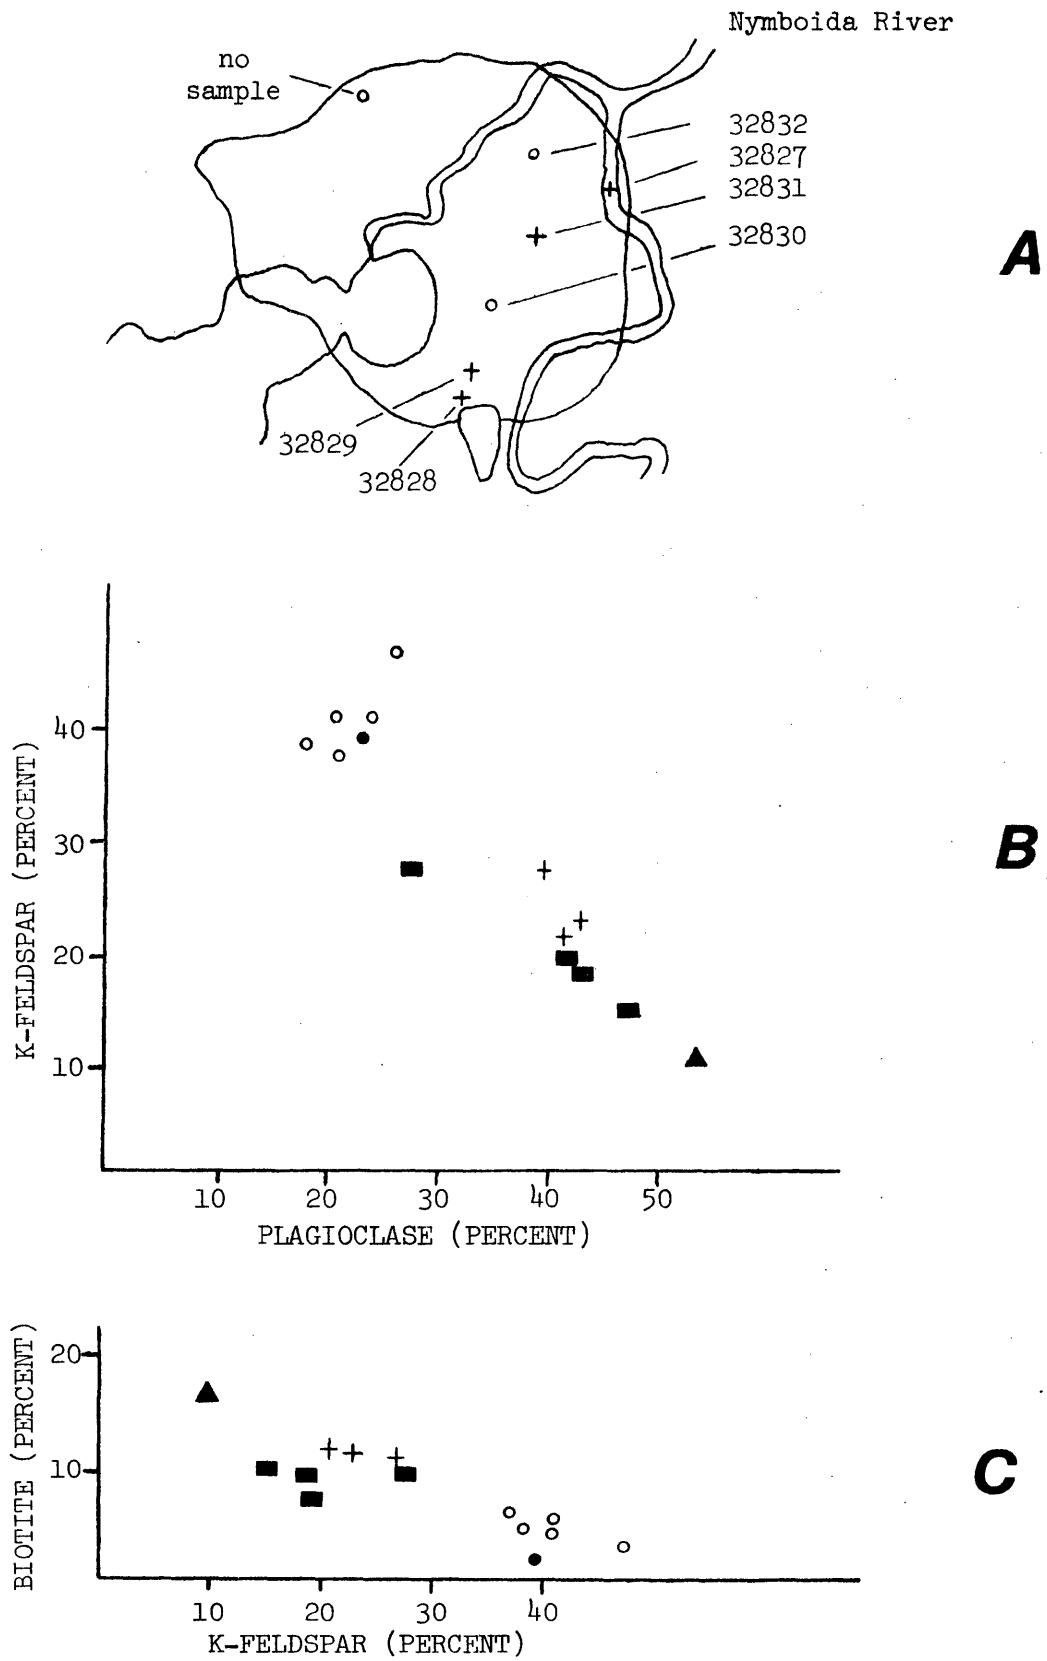 Nymboida River
no
sample
32832
32827
32831
32830
A
32829
32828
K-FELDSPAR (PERCENT)
40
30
20
10
B
10 20 30 40 50
PLAGIOCLASE (PERCENT)
BIOTITE (PERCENT)
20
10
C
10 20 30 40
K-FELDSPAR (PERCENT)